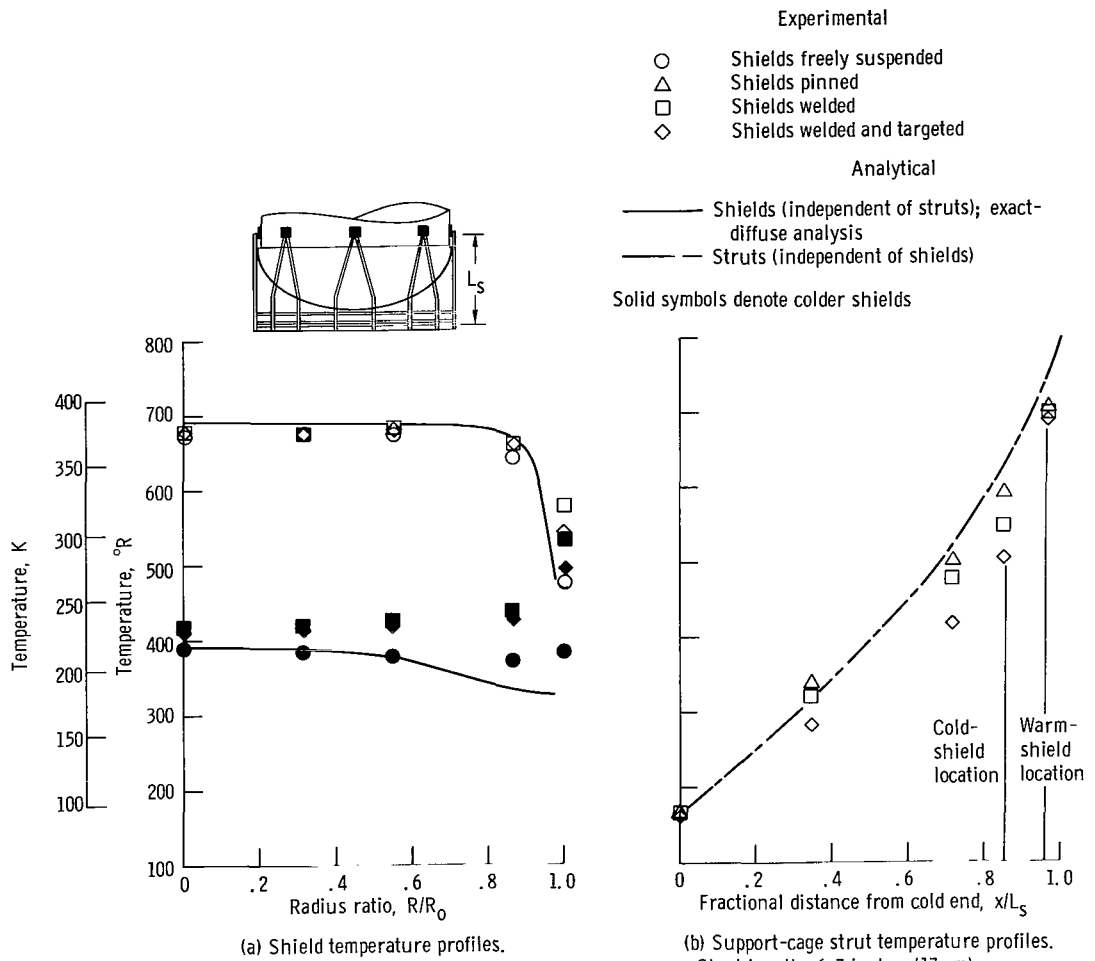 Experimental
Shields freely suspended
Shields pinned
Shields welded
Shields welded and targeted
Analytical
Shields (independent of struts); exact-
diffuse analysis
Struts (independent of shields)
Solid symbols denote colder shields
Ls
Temperature, K
400
350
300
250
200
150
100
Temperature, °R
800
700
600
500
400
300
200
100
0
.2
.4
.6
.8
1.0
Radius ratio, R/Ro
(a) Shield temperature profiles.
Cold-
shield
location
Warm-
shield
location
0
.2
.4
.6
.8
1.0
Fractional distance from cold end, x/Ls
(b) Support-cage strut temperature profiles.